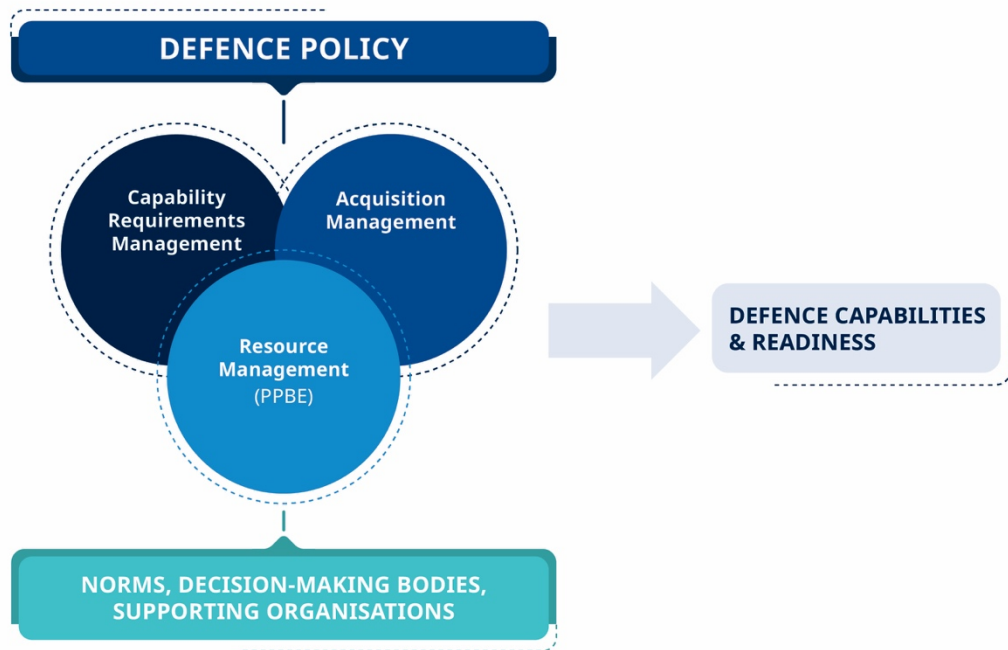 DEFENCE POLICY
Capability
Requirements
Management
Acquisition
Management
Resource
Management
(PPBE)
DEFENCE CAPABILITIES
& READINESS
NORMS, DECISION-MAKING BODIES,
SUPPORTING ORGANISATIONS